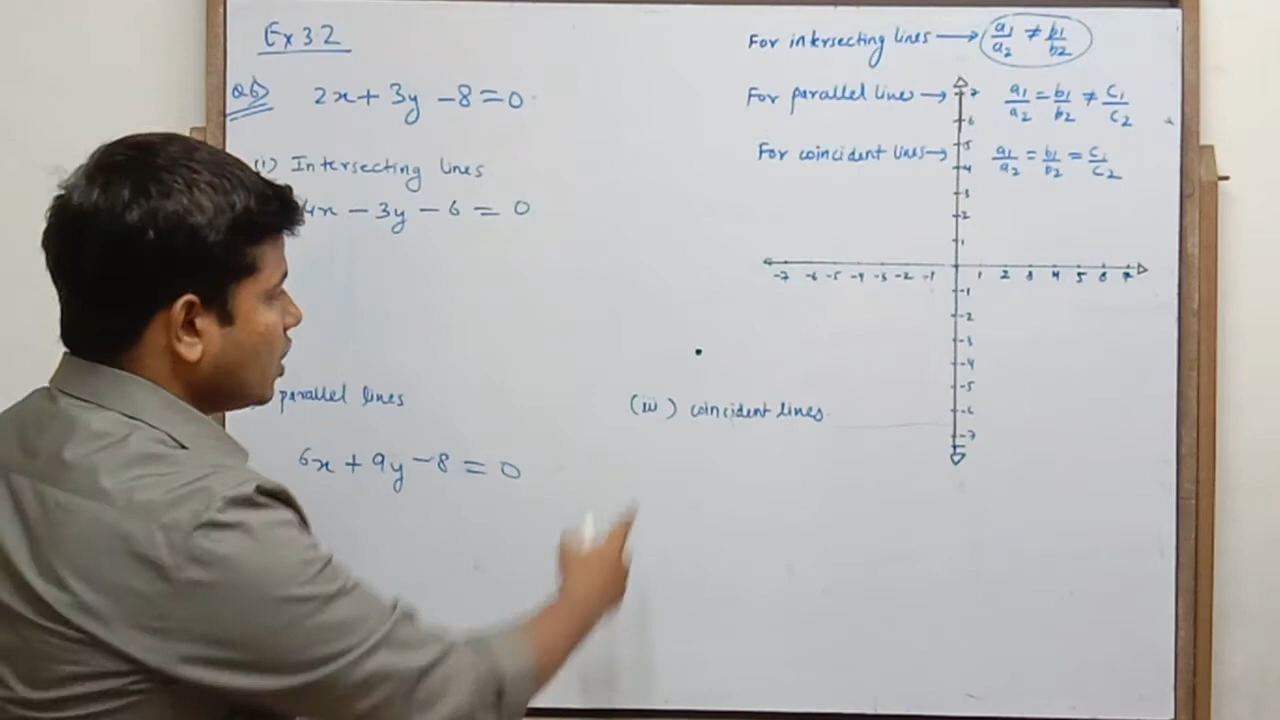 Ex 3.2
Q6) 2x + 3y - 8 = 0
(i) Intersecting lines
4x - 3y - 6 = 0
parallel lines
6x + 9y - 8 = 0
For intersecting lines → a1/a2 ≠ b1/b2
For parallel lines → a1/a2 = b1/b2 ≠ c1/c2
For coincident lines → a1/a2 = b1/b2 = c1/c2
7
6
5
4
3
2
1
-7 -6 -5 -4 -3 -2 -1 1 2 3 4 5 6 7
-1
-2
-3
-4
-5
-6
-7
(iii) coincident lines